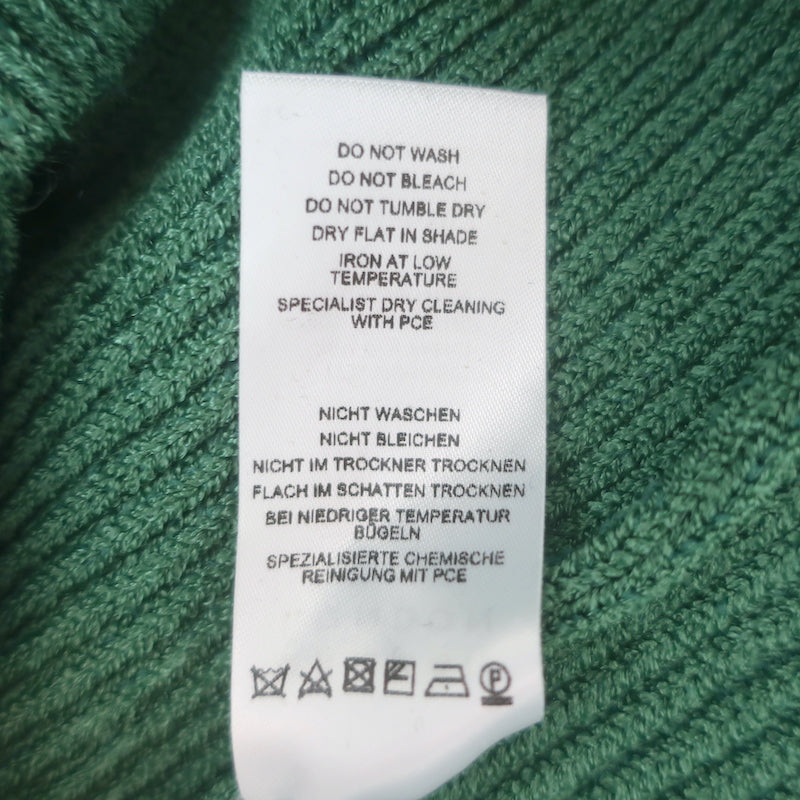 DO NOT WASH
DO NOT BLEACH
DO NOT TUMBLE DRY
DRY FLAT IN SHADE
IRON AT LOW
TEMPERATURE
SPECIALIST DRY CLEANING
WITH PCE
NICHT WASCHEN
NICHT BLEICHEN
NICHT IM TROCKNER TROCKNEN
FLACH IM SCHATTEN TROCKNEN
BEI NIEDRIGER TEMPERATUR
BÜGELN
SPEZIALISIERTE CHEMISCHE
REINIGUNG MIT PCE
P